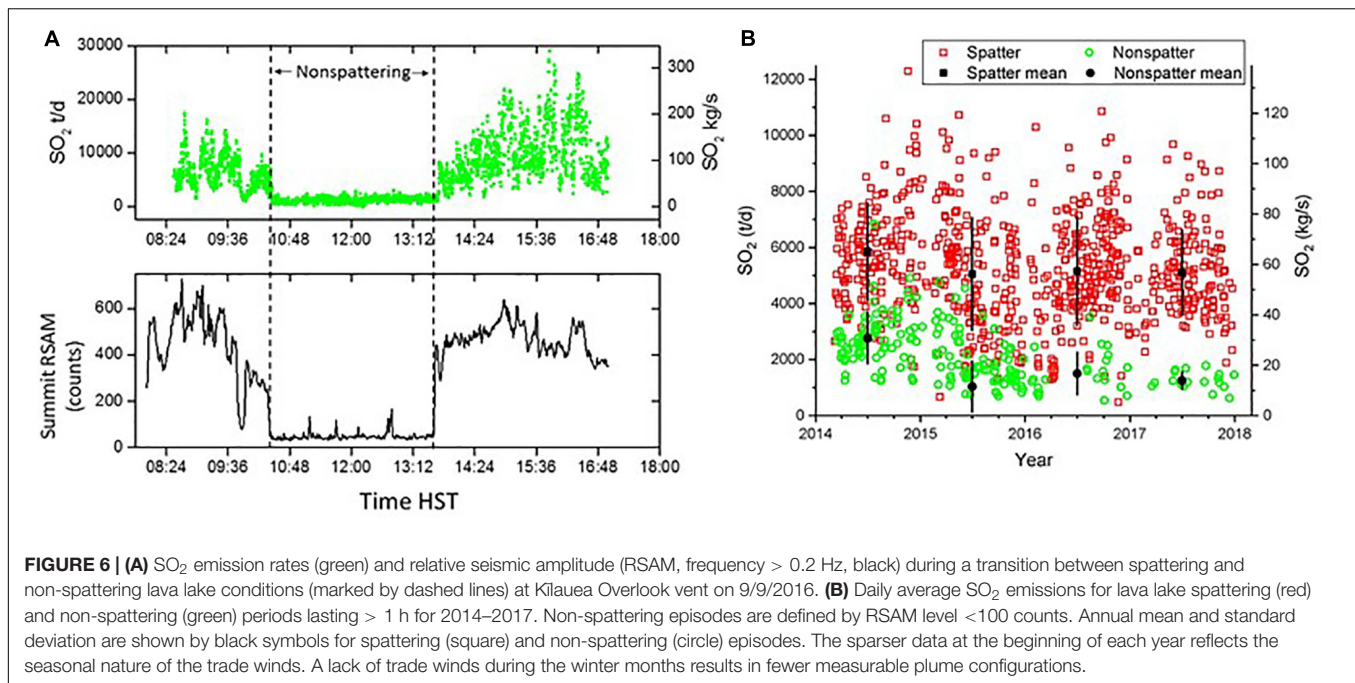 A
30000
20000
10000
0
SO₂ t/d
←Nonspattering→
300
200
100
0
SO₂ kg/s
08:24 09:36 10:48 12:00 13:12 14:24 15:36 16:48 18:00
600
400
200
0
Summit RSAM
(counts)
08:24 09:36 10:48 12:00 13:12 14:24 15:36 16:48 18:00
Time HST
B
Spatter Nonspatter
Spatter mean Nonspatter mean
12000
10000
8000
6000
4000
2000
0
SO₂ (t/d)
120
100
80
60
40
20
0
SO₂ (kg/s)
2014 2015 2016 2017 2018
Year
FIGURE 6 | (A) SO₂ emission rates (green) and relative seismic amplitude (RSAM, frequency > 0.2 Hz, black) during a transition between spattering and
non-spattering lava lake conditions (marked by dashed lines) at Kīlauea Overlook vent on 9/9/2016. (B) Daily average SO₂ emissions for lava lake spattering (red)
and non-spattering (green) periods lasting > 1 h for 2014–2017. Non-spattering episodes are defined by RSAM level <100 counts. Annual mean and standard
deviation are shown by black symbols for spattering (square) and non-spattering (circle) episodes. The sparser data at the beginning of each year reflects the
seasonal nature of the trade winds. A lack of trade winds during the winter months results in fewer measurable plume configurations.